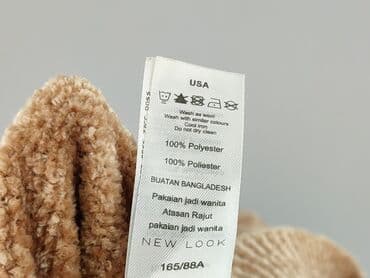 USA
Wash as wool
Wash with similar colours
Cool iron
Do not dry clean
100% Polyester
100% Poliester
BUATAN BANGLADESH
Pakaian jadi wanita
Atasan Rajut
pakaian jadi wanita
NEW LOOK
165/88A